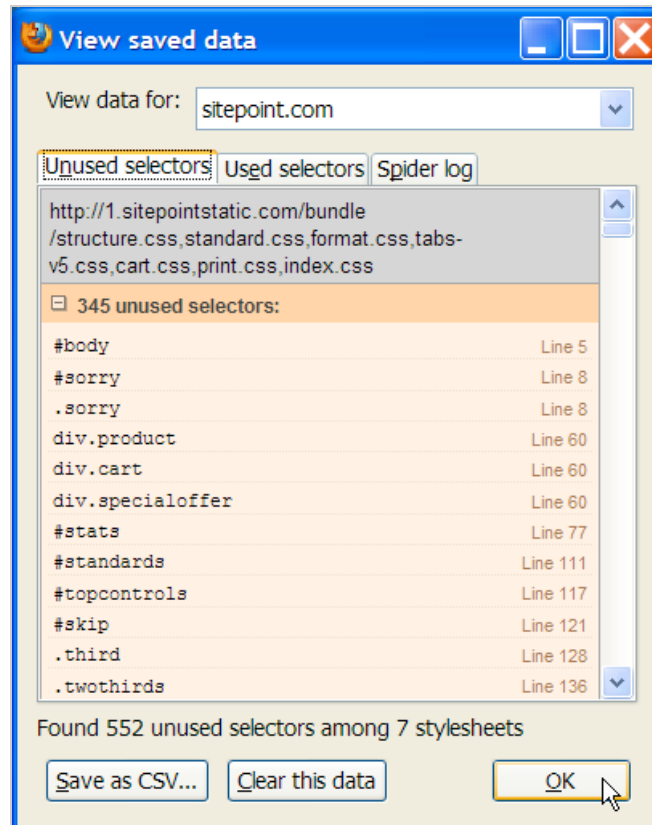 View saved data
View data for: sitepoint.com
Unused selectors Used selectors Spider log
http://1.sitepointstatic.com/bundle
/structure.css,standard.css,format.css,tabs-
v5.css,cart.css,print.css,index.css
345 unused selectors:
#body Line 5
#sorry Line 8
.sorry Line 8
div.product Line 60
div.cart Line 60
div.specialoffer Line 60
#stats Line 77
#standards Line 111
#topcontrols Line 117
#skip Line 121
.third Line 128
.twothirds Line 136
Found 552 unused selectors among 7 stylesheets
Save as CSV... Clear this data OK